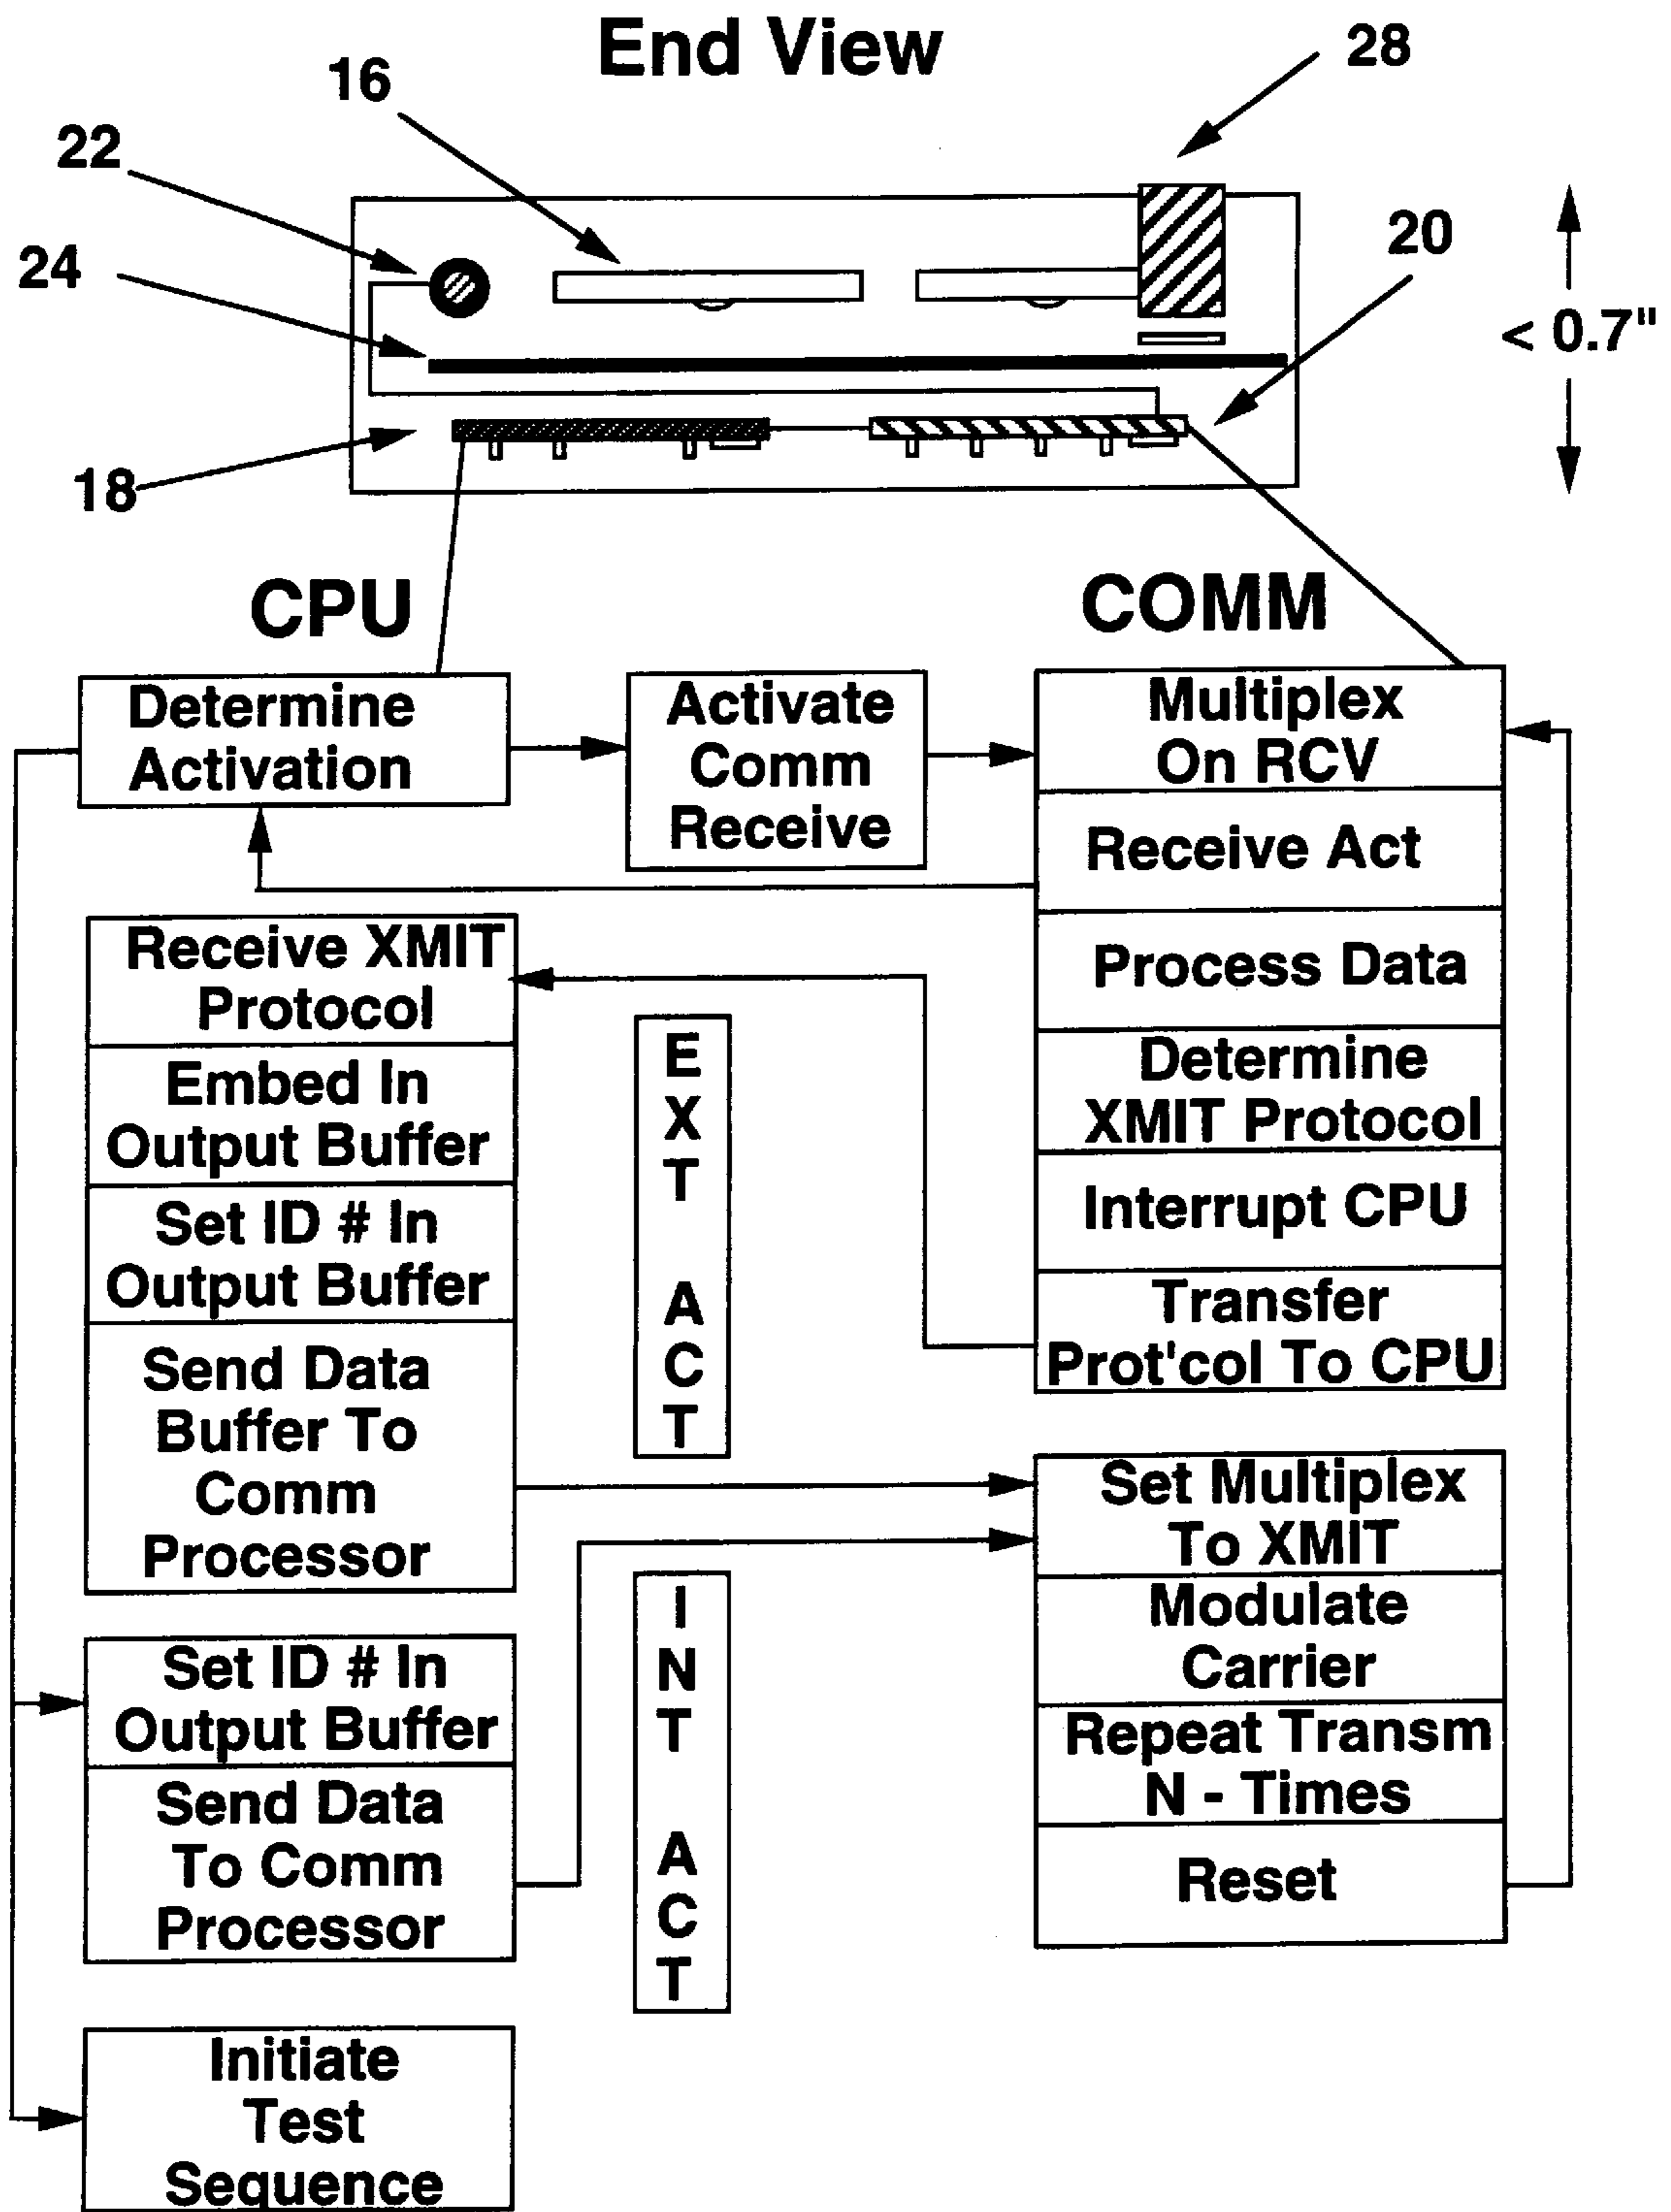 End View
28
16
22
20
24
< 0.7"
18
CPU
COMM
Determine
Activation
Activate
Comm
Receive
Multiplex
On RCV
Receive Act
Process Data
Determine
XMIT Protocol
Interrupt CPU
Transfer
Prot'col To CPU
Receive XMIT
Protocol
Embed In
Output Buffer
Set ID # In
Output Buffer
Send Data
Buffer To
Comm
Processor
E
X
T
A
C
T
Set Multiplex
To XMIT
Modulate
Carrier
Repeat Transm
N - Times
Reset
Set ID # In
Output Buffer
Send Data
To Comm
Processor
I
N
T
A
C
T
Initiate
Test
Sequence